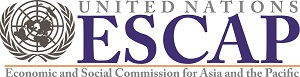 UNITED NATIONS
ESCAP
Economic and Social Commission for Asia and the Pacific